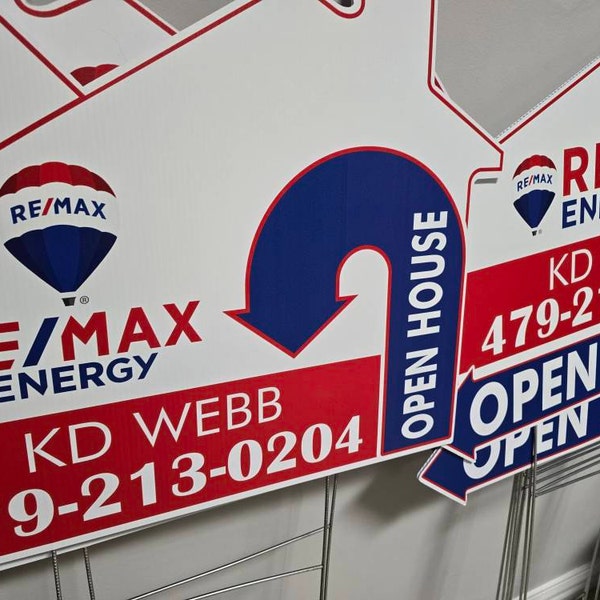 RE/MAX
®
E/MAX
ENERGY
KD WEBB
9-213-0204
OPEN HOUSE
RE/MAX
RE
EN
KD
479-21
OPEN
OPEN